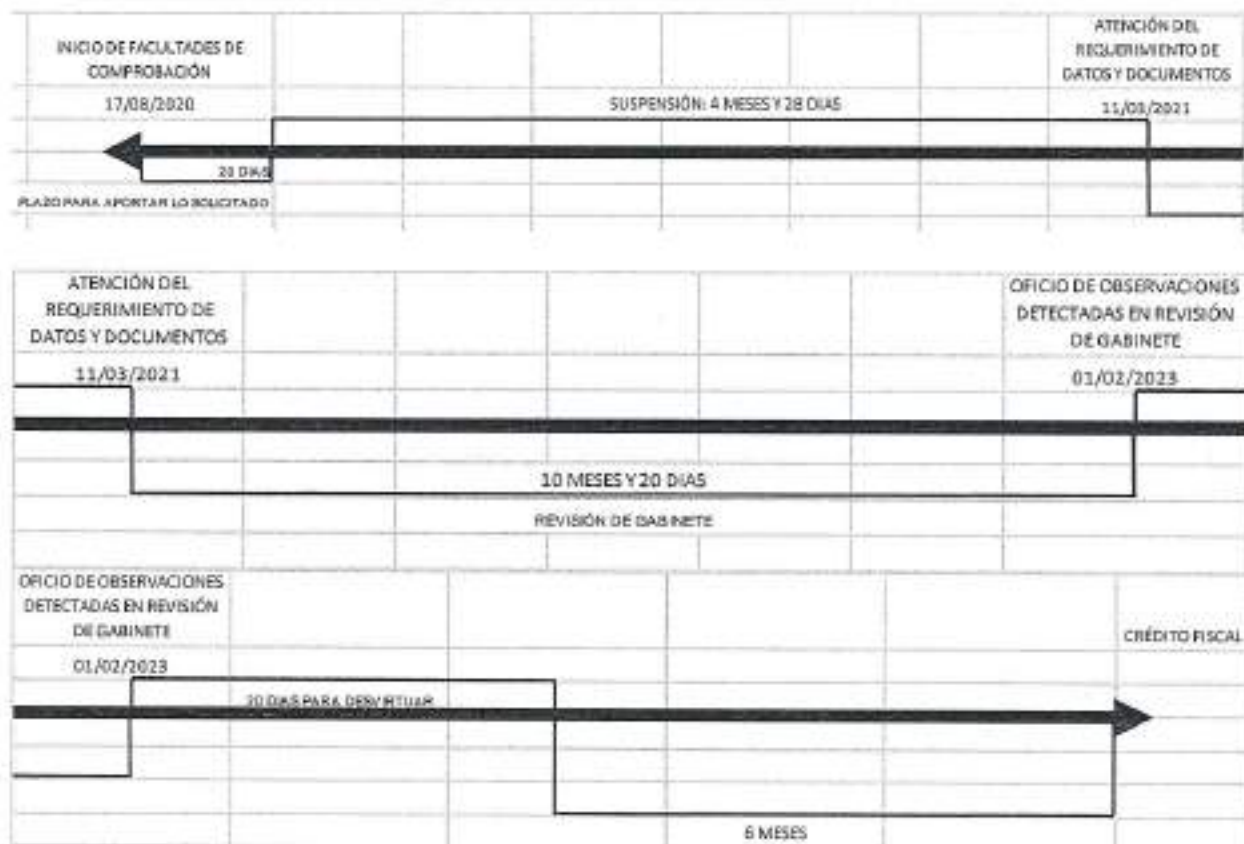 INICIO DE FACULTADES DE
COMPROBACIÓN
17/08/2020
SUSPENSIÓN: 4 MESES Y 28 DIAS
ATENCIÓN DEL
REQUERIMIENTO DE
DATOS Y DOCUMENTOS
11/03/2021
20 DIAS
PLAZO PARA APORTAR LO SOLICITADO
ATENCIÓN DEL
REQUERIMIENTO DE
DATOS Y DOCUMENTOS
11/03/2021
OFICIO DE OBSERVACIONES
DETECTADAS EN REVISIÓN
DE GABINETE
01/02/2023
10 MESES Y 20 DIAS
REVISIÓN DE GABINETE
OFICIO DE OBSERVACIONES
DETECTADAS EN REVISIÓN
DE GABINETE
01/02/2023
CRÉDITO FISCAL
20 DIAS PARA DESVIRTUAR
6 MESES